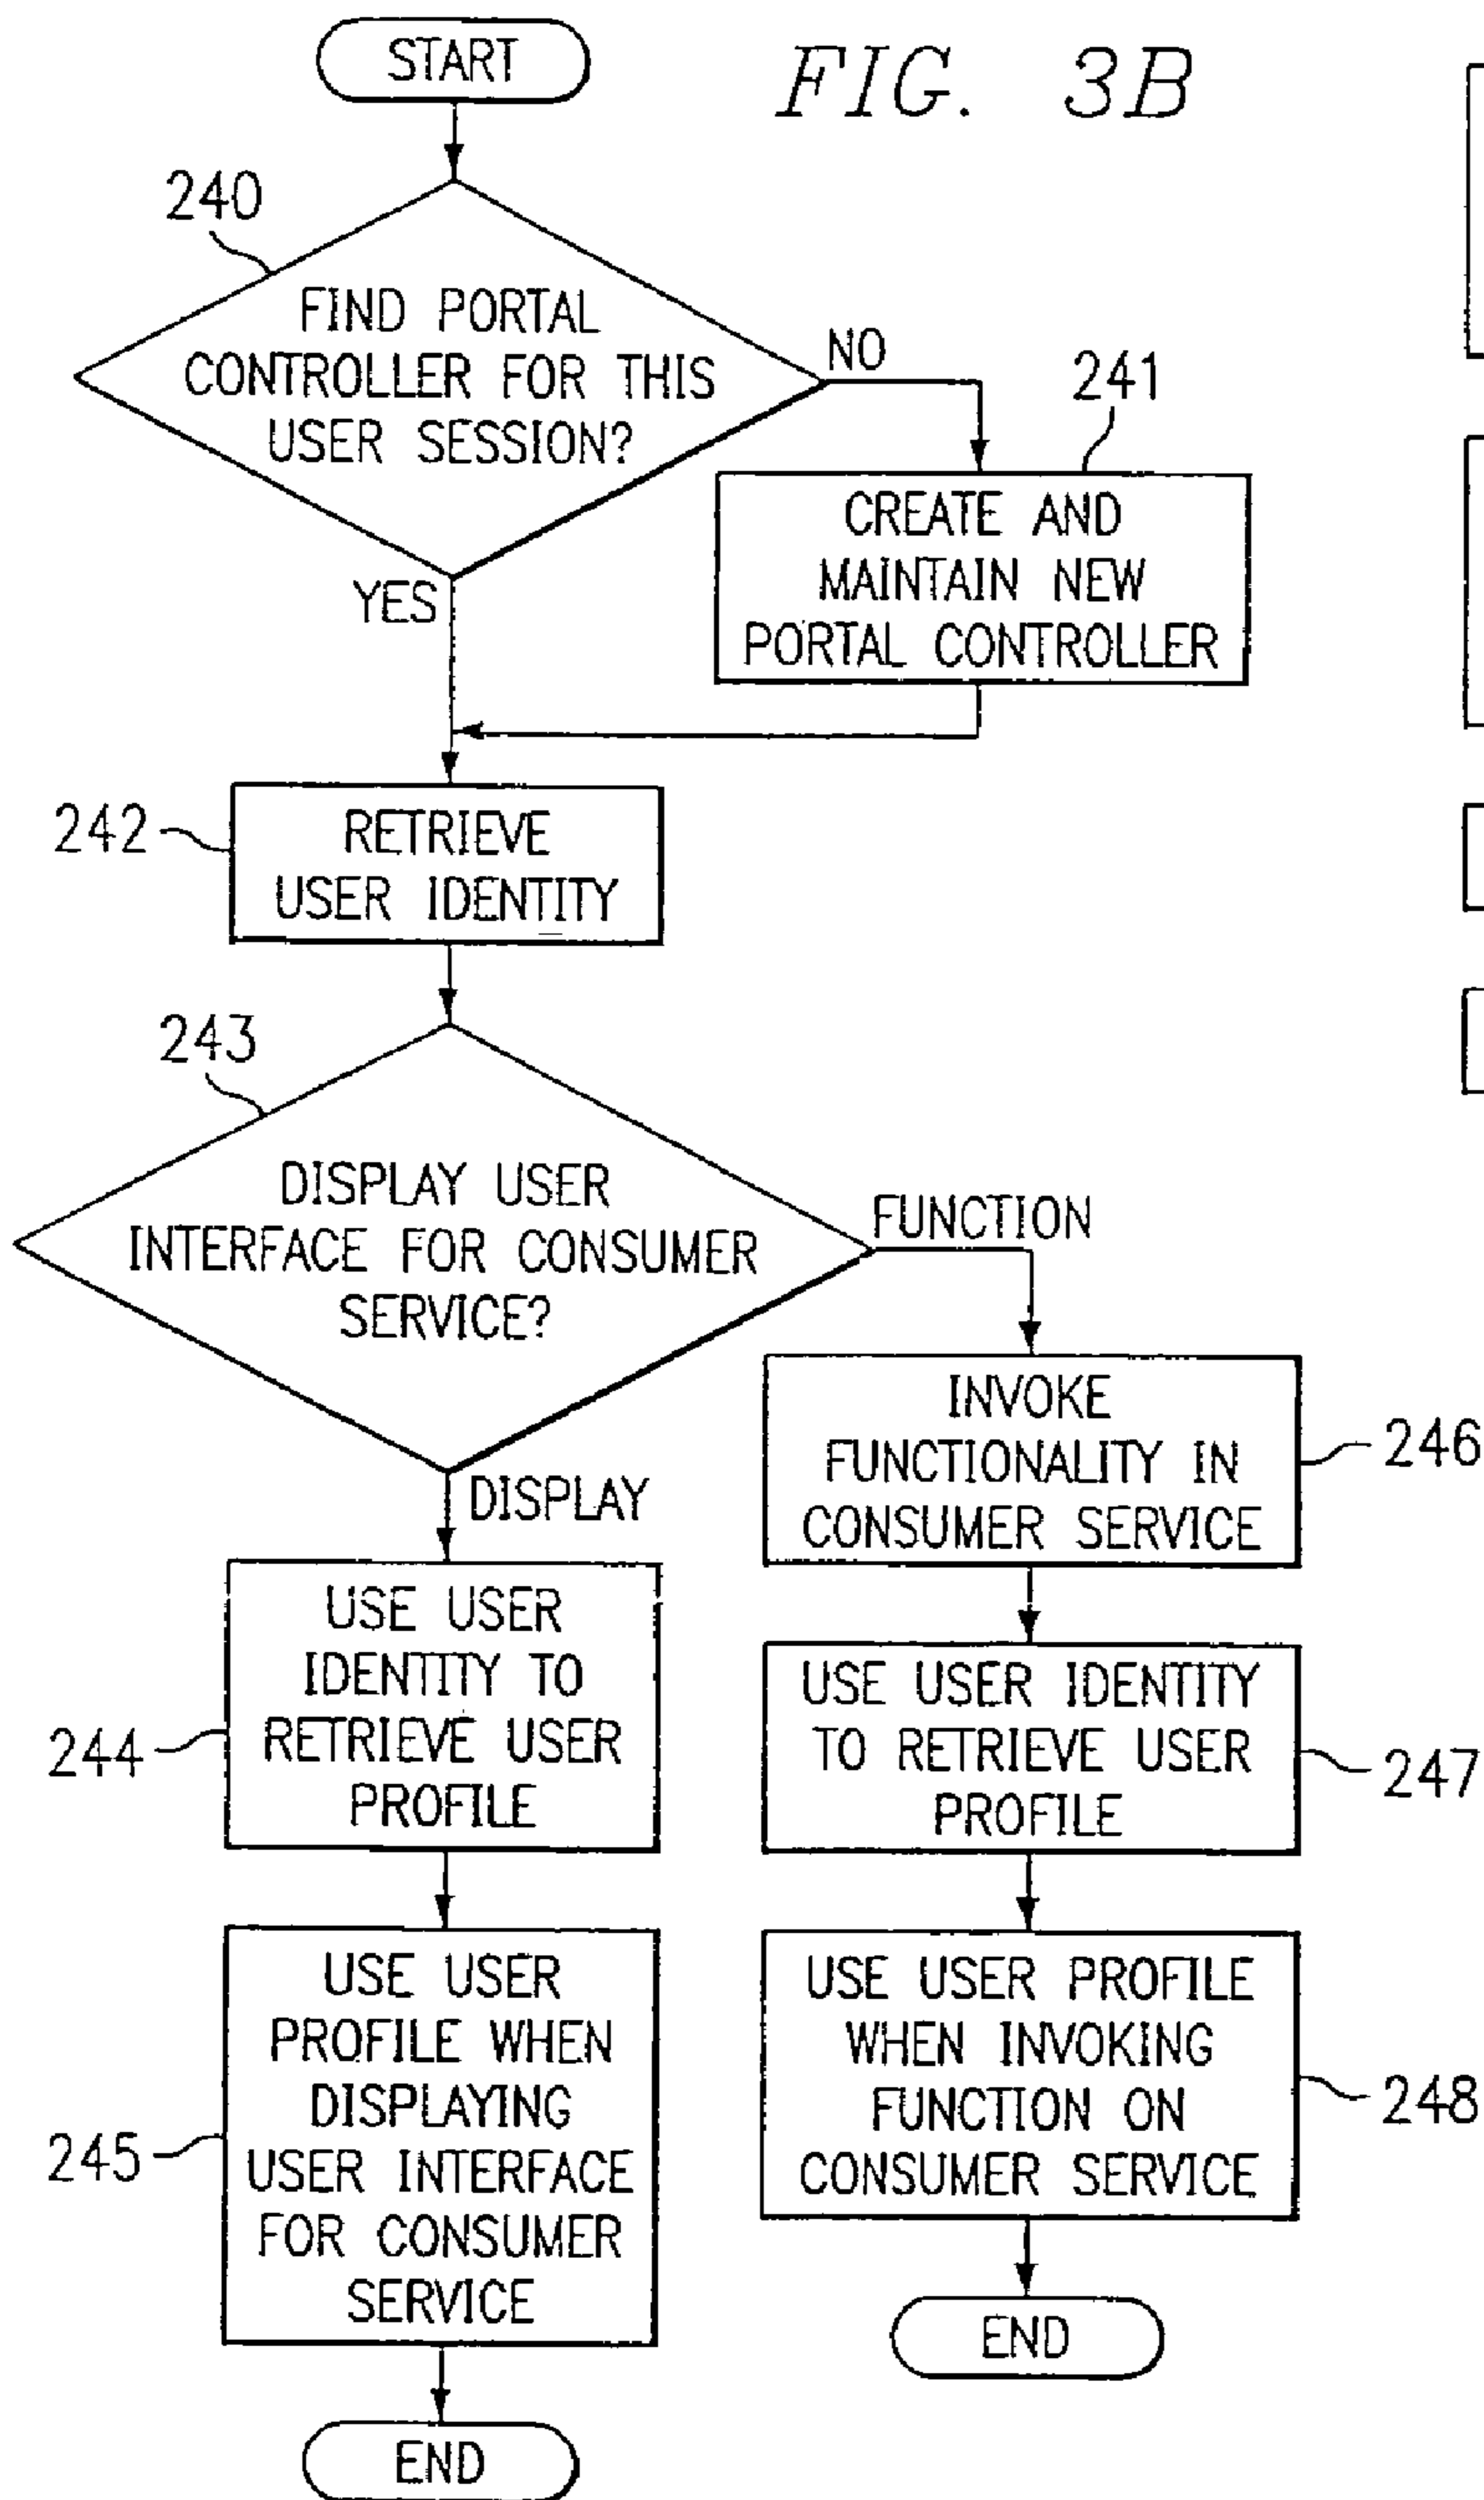 START
FIG. 3B
240
FIND PORTAL
CONTROLLER FOR THIS
USER SESSION?
NO
241
CREATE AND
MAINTAIN NEW
PORTAL CONTROLLER
YES
242
RETRIEVE
USER IDENTITY
243
DISPLAY USER
INTERFACE FOR CONSUMER
SERVICE?
FUNCTION
DISPLAY
INVOKE
FUNCTIONALITY IN
CONSUMER SERVICE
246
USE USER
IDENTITY TO
RETRIEVE USER
PROFILE
244
USE USER IDENTITY
TO RETRIEVE USER
PROFILE
247
USE USER
PROFILE WHEN
DISPLAYING
USER INTERFACE
FOR CONSUMER
SERVICE
245
USE USER PROFILE
WHEN INVOKING
FUNCTION ON
CONSUMER SERVICE
248
END
END